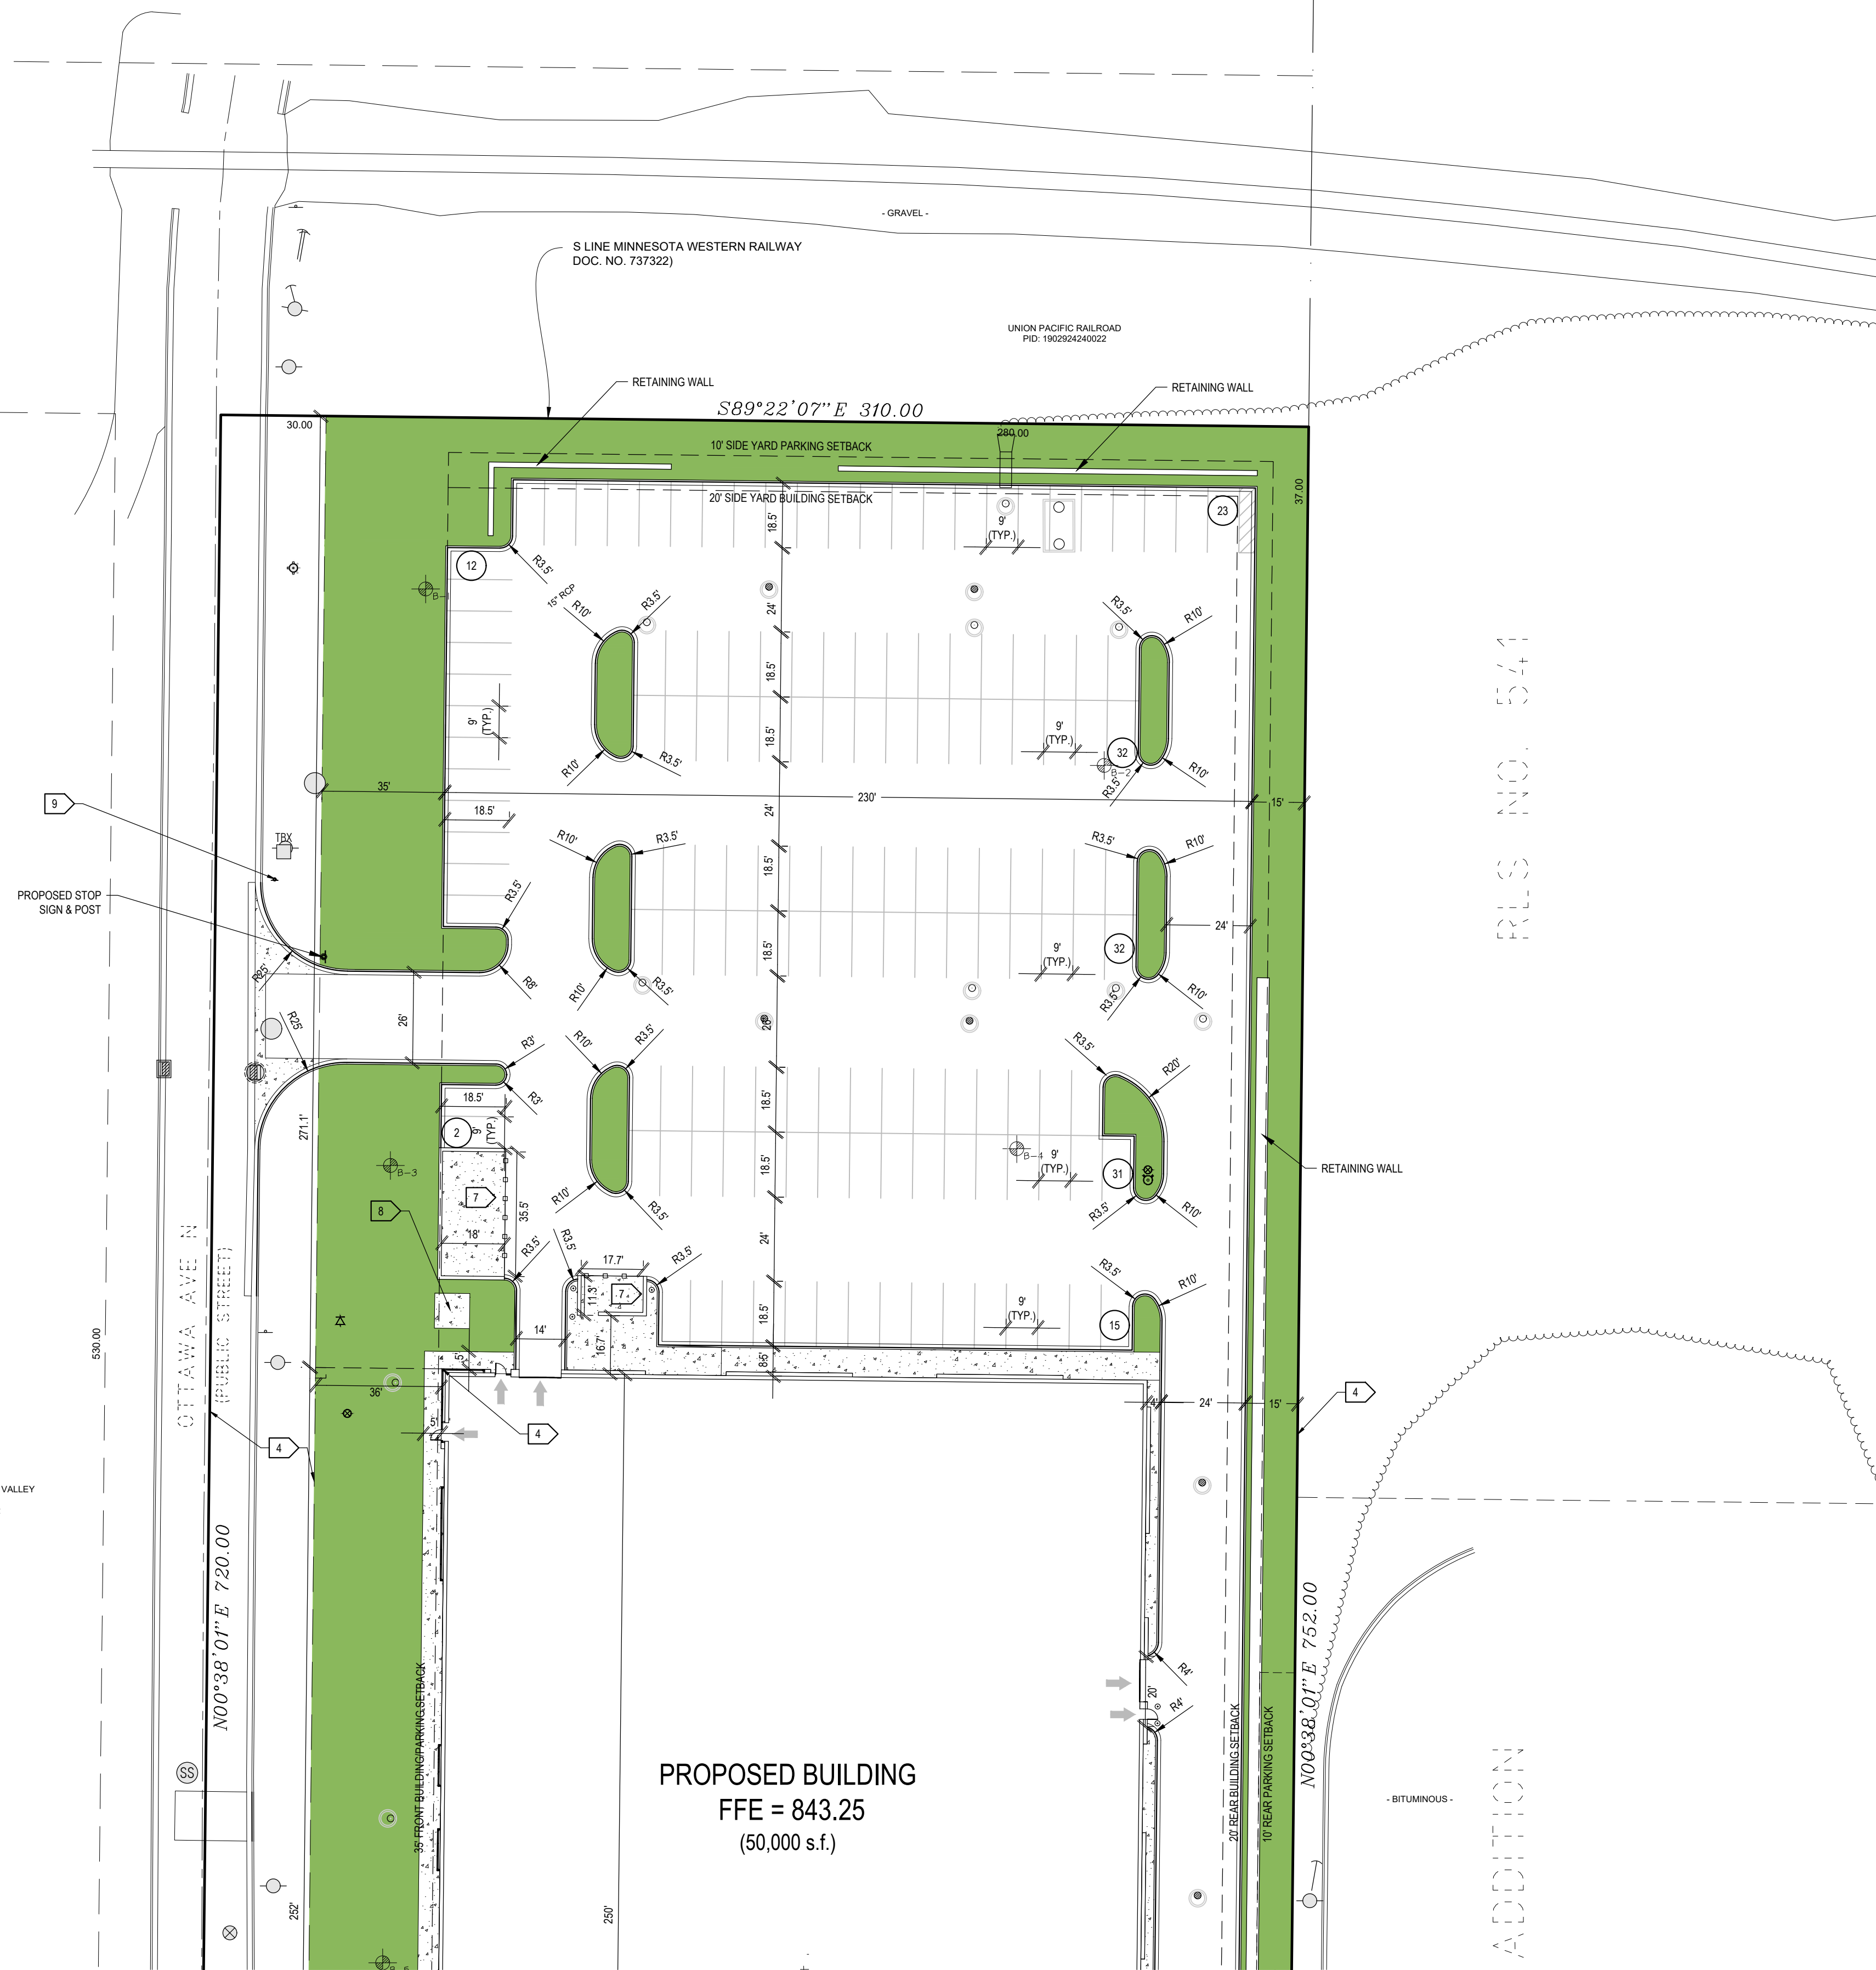 - GRAVEL -
S LINE MINNESOTA WESTERN RAILWAY
DOC. NO. 737322)
UNION PACIFIC RAILROAD
PID: 1902924240022
RETAINING WALL
RETAINING WALL
S89°22'07"E 310.00
30.00
280.00
10' SIDE YARD PARKING SETBACK
37.00
20' SIDE YARD BUILDING SETBACK
18.5'
9'
(TYP.)
23
12
R3.5'
15" RCP
B-
R10'
R3.5'
24'
R3.5'
R10'
RLS NO. 541
18.5'
9'
(TYP.)
18.5'
9'
(TYP.)
32
B-2
R10'
R3.5'
R3.5'
R10'
35'
230'
15'
9
18.5'
24'
TBX
R10'
R3.5'
R3.5'
R10'
PROPOSED STOP
SIGN & POST
R3.5'
18.5'
24'
18.5'
9'
(TYP.)
32
R25'
R8'
R10'
R3.5'
R3.5'
R10'
26'
R25'
26'
R3'
R10'
R3.5'
R3.5'
R20'
18.5'
R3'
18.5'
271.1'
2
9'
(TYP.)
B-3
B-4
9'
(TYP.)
31
18.5'
RETAINING WALL
7
8
35.5'
R10'
R3.5'
R3.5'
R10'
18'
R3.5'
R3.5'
24'
17.7'
R3.5'
11.3'
7
R3.5'
R10'
9'
(TYP.)
15
18.5'
14'
16.7'
8.5'
5'
OTTAWA AVE N
(PUBLIC STREET)
530.00
36'
4'
24'
15'
4
5'
4
4
VALLEY
N00°38'01"E 720.00
N00°38'01"E 752.00
R4'
20'
R4'
35' FRONT BUILDING/PARKING SETBACK
20' REAR BUILDING SETBACK
10' REAR PARKING SETBACK
SS
PROPOSED BUILDING
FFE = 843.25
(50,000 s.f.)
- BITUMINOUS -
ADDITION
252'
250'